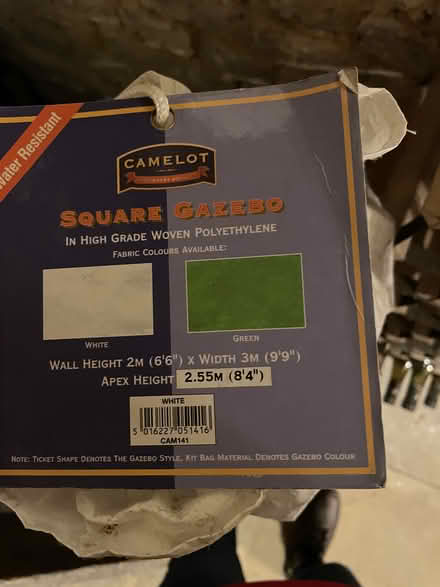 Water Resistant
CAMELOT
SQUARE GAZEBO
IN HIGH GRADE WOVEN POLYETHYLENE
FABRIC COLOURS AVAILABLE:
WHITE
GREEN
WALL HEIGHT 2M (6'6") X WIDTH 3M (9'9")
APEX HEIGHT 2.55M (8'4")
WHITE
5 016227 051416
CAM141
NOTE: TICKET SHAPE DENOTES THE GAZEBO STYLE, KIT BAG MATERIAL DENOTES GAZEBO COLOUR